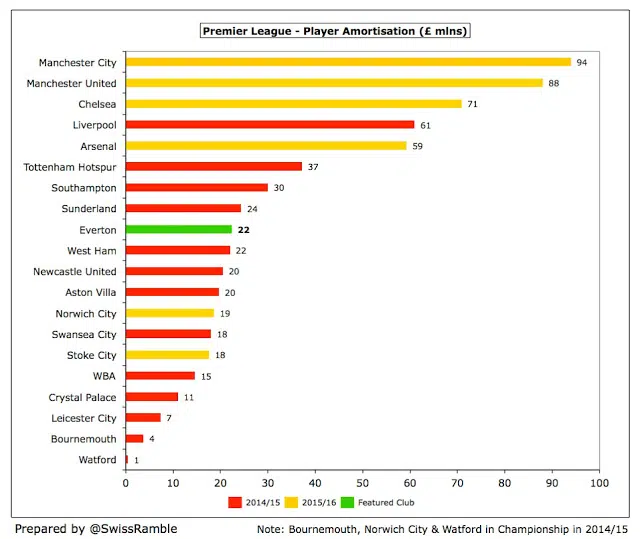 Premier League - Player Amortisation (£ mlns)
Manchester City 94
Manchester United 88
Chelsea 71
Liverpool 61
Arsenal 59
Tottenham Hotspur 37
Southampton 30
Sunderland 24
Everton 22
West Ham 22
Newcastle United 20
Aston Villa 20
Norwich City 19
Swansea City 18
Stoke City 18
WBA 15
Crystal Palace 11
Leicester City 7
Bournemouth 4
Watford 1
0 10 20 30 40 50 60 70 80 90 100
2014/15 2015/16 Featured Club
Prepared by @SwissRamble Note: Bournemouth, Norwich City & Watford in Championship in 2014/15